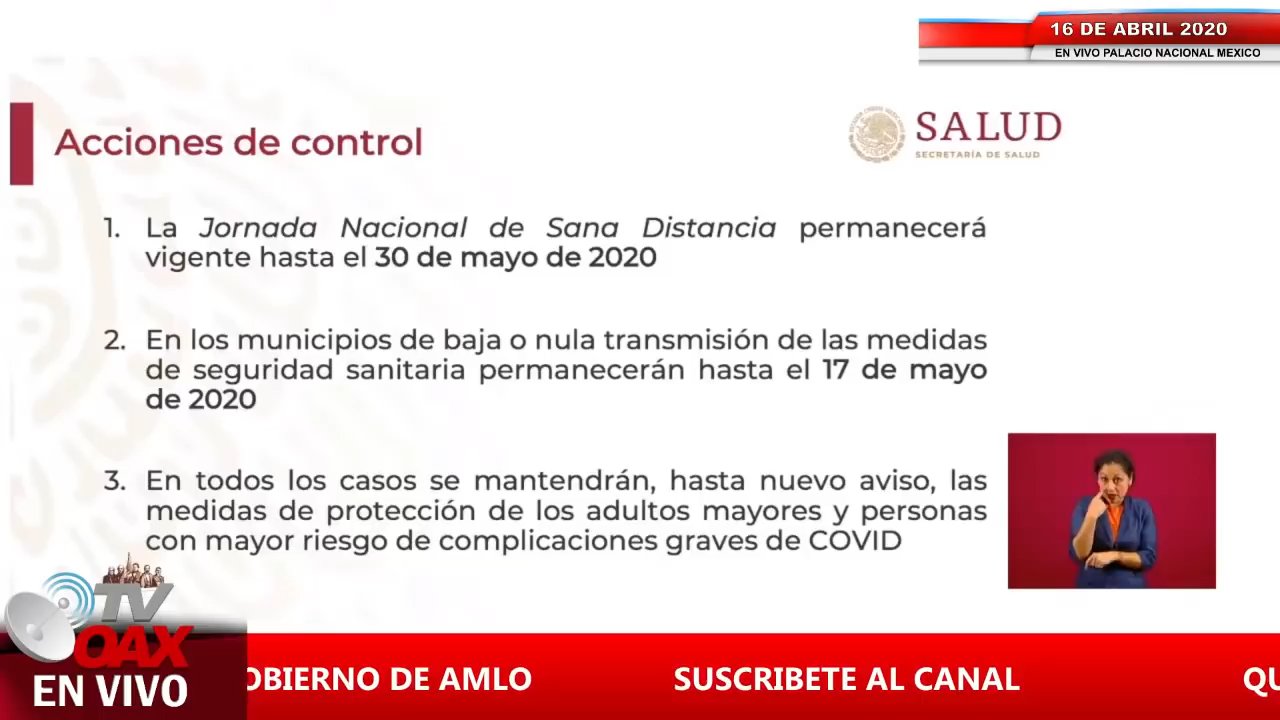 16 DE ABRIL 2020
EN VIVO PALACIO NACIONAL MEXICO
Acciones de control
SALUD
SECRETARÍA DE SALUD
1. La Jornada Nacional de Sana Distancia permanecerá
vigente hasta el 30 de mayo de 2020
2. En los municipios de baja o nula transmisión de las medidas
de seguridad sanitaria permanecerán hasta el 17 de mayo
de 2020
3. En todos los casos se mantendrán, hasta nuevo aviso, las
medidas de protección de los adultos mayores y personas
con mayor riesgo de complicaciones graves de COVID
TV
OAX
EN VIVO
OBIERNO DE AMLO SUSCRIBETE AL CANAL QU